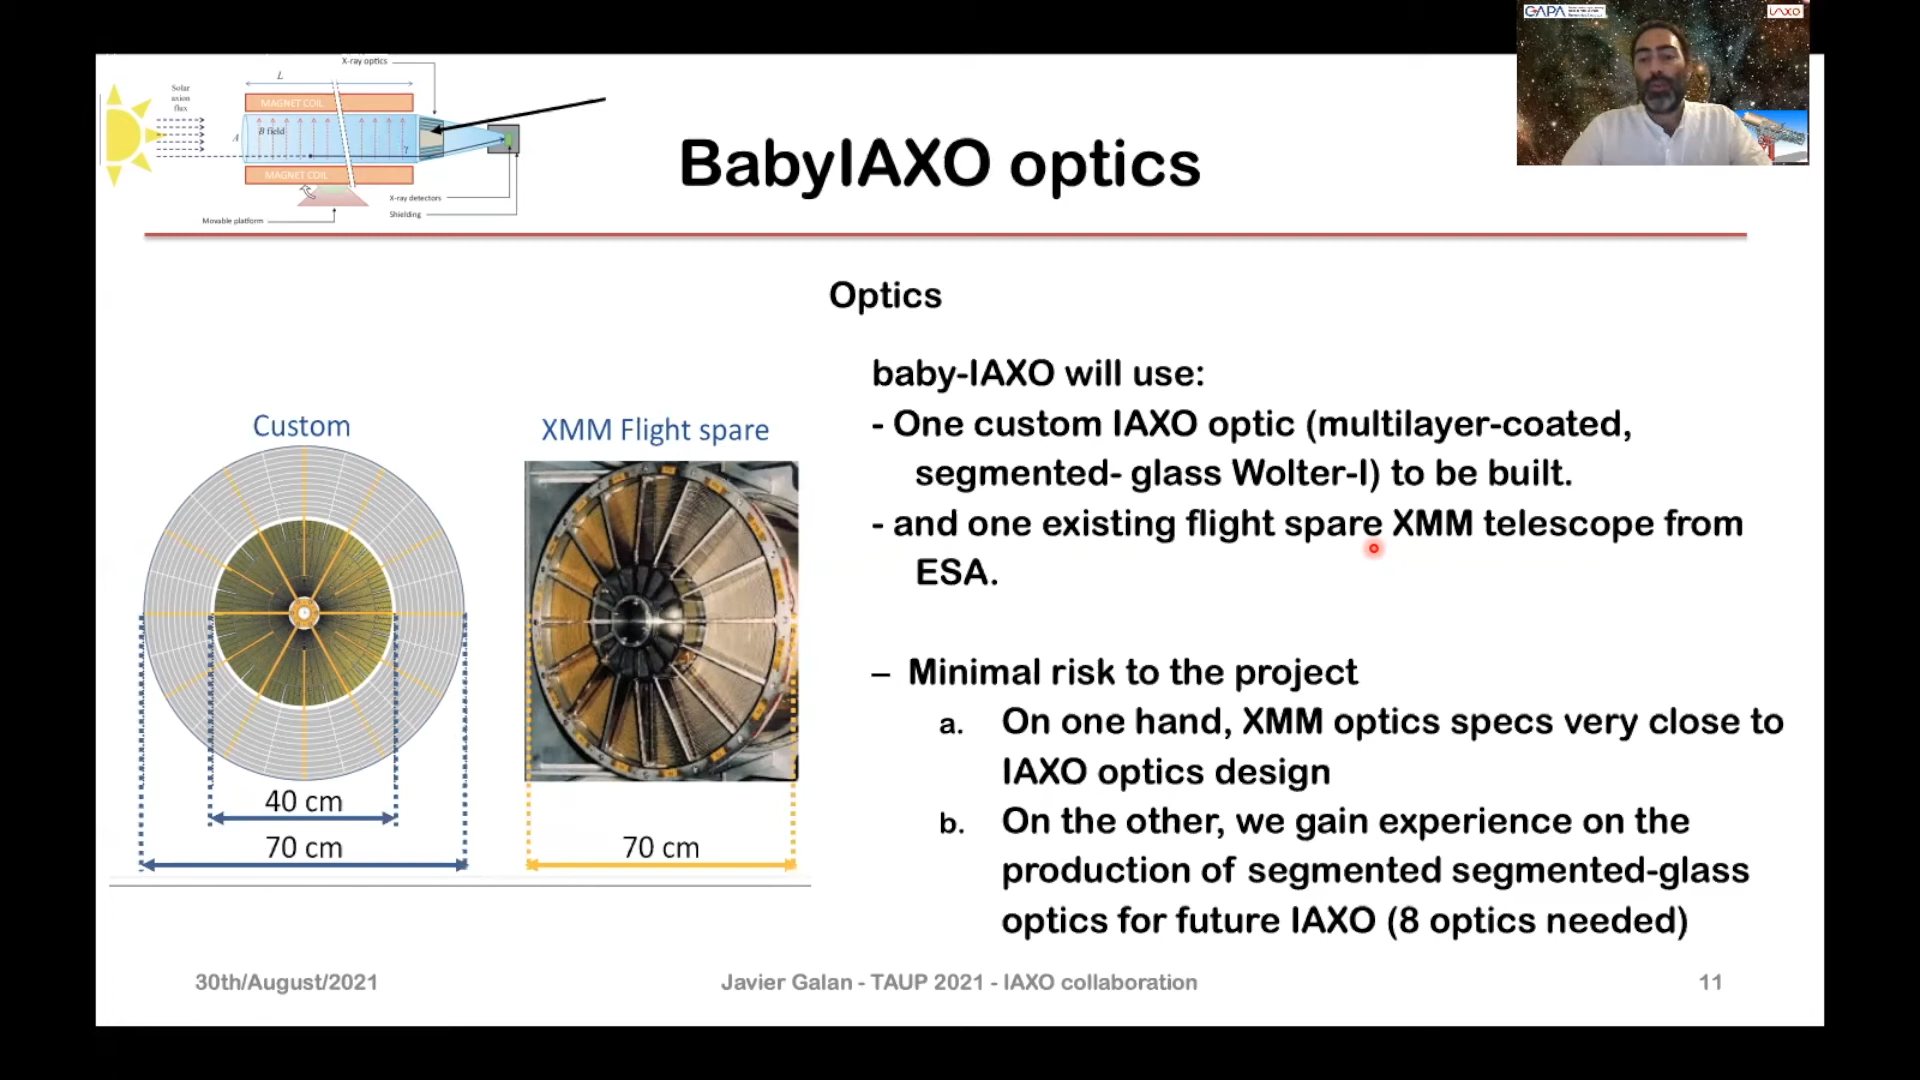 CAPA
IAXO
X-ray optics
L
Solar
axion
flux
MAGNET COIL
A
B field
γ
MAGNET COIL
X-ray detectors
Shielding
Movable platform
BabyIAXO optics
Optics
baby-IAXO will use:
- One custom IAXO optic (multilayer-coated,
segmented- glass Wolter-I) to be built.
- and one existing flight spare XMM telescope from
ESA.
– Minimal risk to the project
a. On one hand, XMM optics specs very close to
IAXO optics design
b. On the other, we gain experience on the
production of segmented segmented-glass
optics for future IAXO (8 optics needed)
Custom
XMM Flight spare
40 cm
70 cm
70 cm
30th/August/2021
Javier Galan - TAUP 2021 - IAXO collaboration
11